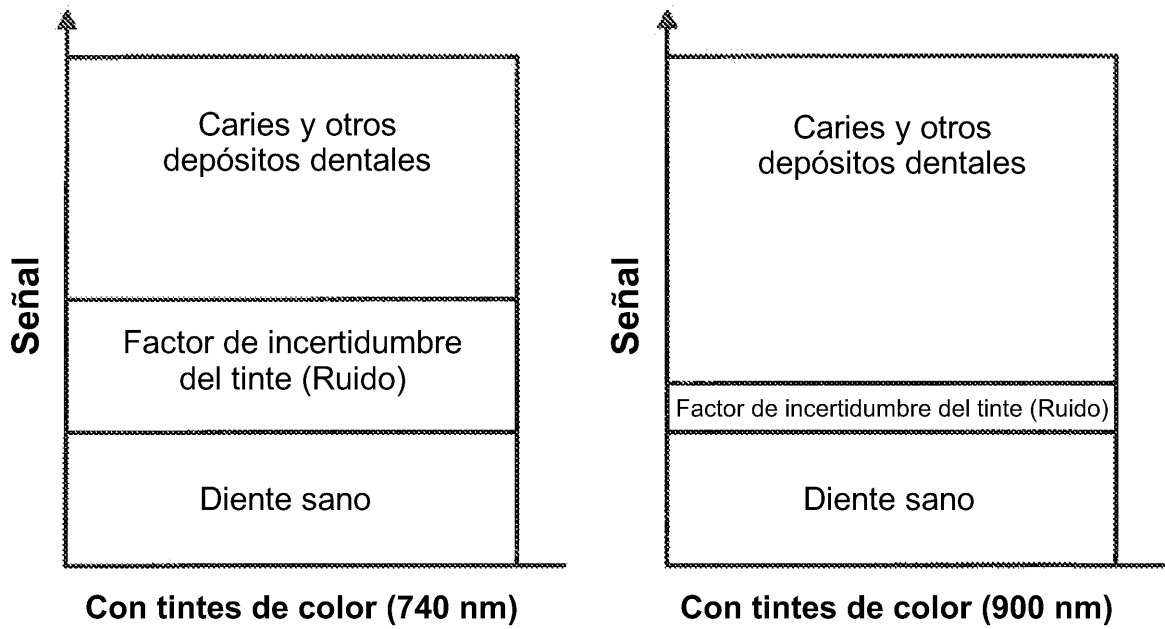 Señal
Caries y otros
depósitos dentales
Factor de incertidumbre
del tinte (Ruido)
Diente sano
Con tintes de color (740 nm)
Señal
Caries y otros
depósitos dentales
Factor de incertidumbre del tinte (Ruido)
Diente sano
Con tintes de color (900 nm)